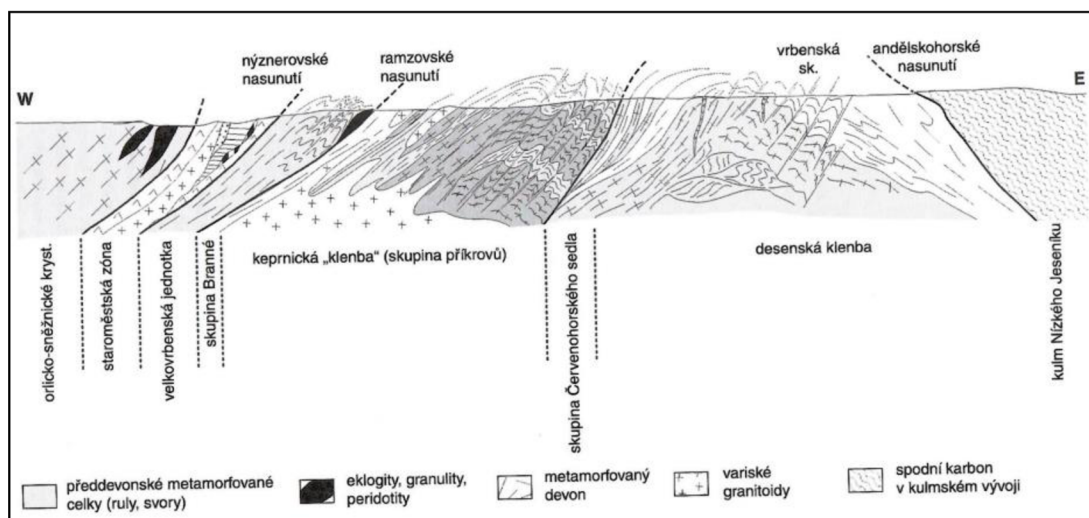 W
nýznerovské
nasunutí
ramzovské
nasunutí
vrbenská
sk.
andělskohorské
nasunutí
E
orlicko-sněžnické kryst.
staroměstská zóna
velkovrbenská jednotka
skupina Branné
keprnická „klenba“ (skupina příkrovů)
skupina Červenohorského sedla
desenská klenba
kulm Nízkého Jeseníku
předdevonské metamorfované
celky (ruly, svory)
eklogity, granulity,
peridotity
metamorfovaný
devon
variské
granitoidy
spodní karbon
v kulmském vývoji